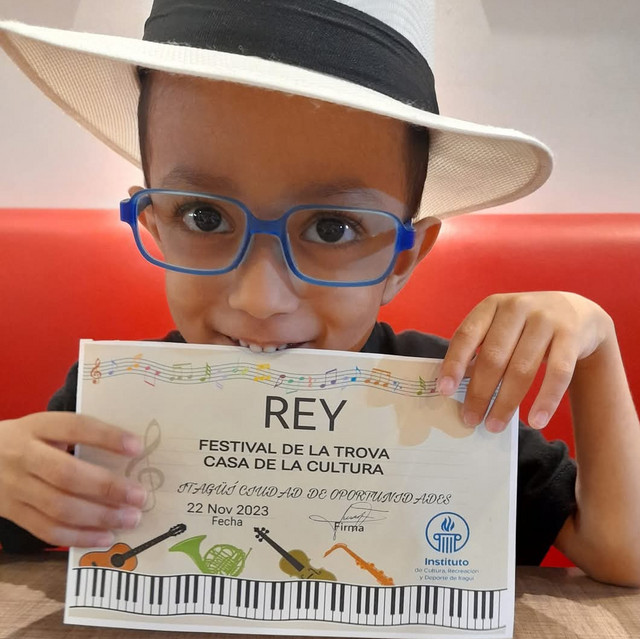 REY
FESTIVAL DE LA TROVA
CASA DE LA CULTURA
ITAGÜÍ CIUDAD DE OPORTUNIDADES
22 Nov 2023
Fecha
Firma
Instituto
de Cultura, Recreación
y Deporte de Itagüí